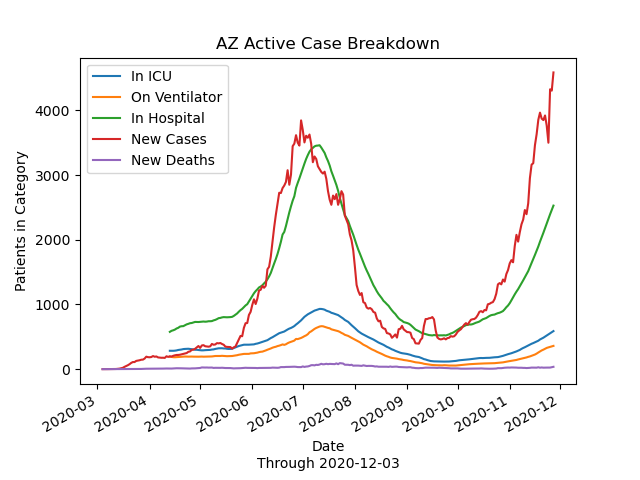 AZ Active Case Breakdown
In ICU
On Ventilator
In Hospital
New Cases
New Deaths
Patients in Category
4000
3000
2000
1000
0
2020-03
2020-04
2020-05
2020-06
2020-07
2020-08
2020-09
2020-10
2020-11
2020-12
Date
Through 2020-12-03